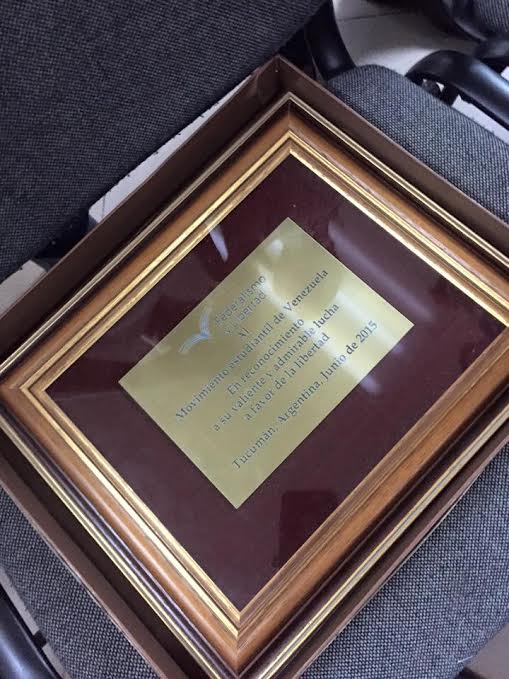 Federalismo
y Libertad
Al
Movimiento estudiantil de Venezuela
En reconocimiento
a su valiente y admirable lucha
a favor de la libertad
Tucumán, Argentina, Junio de 2015